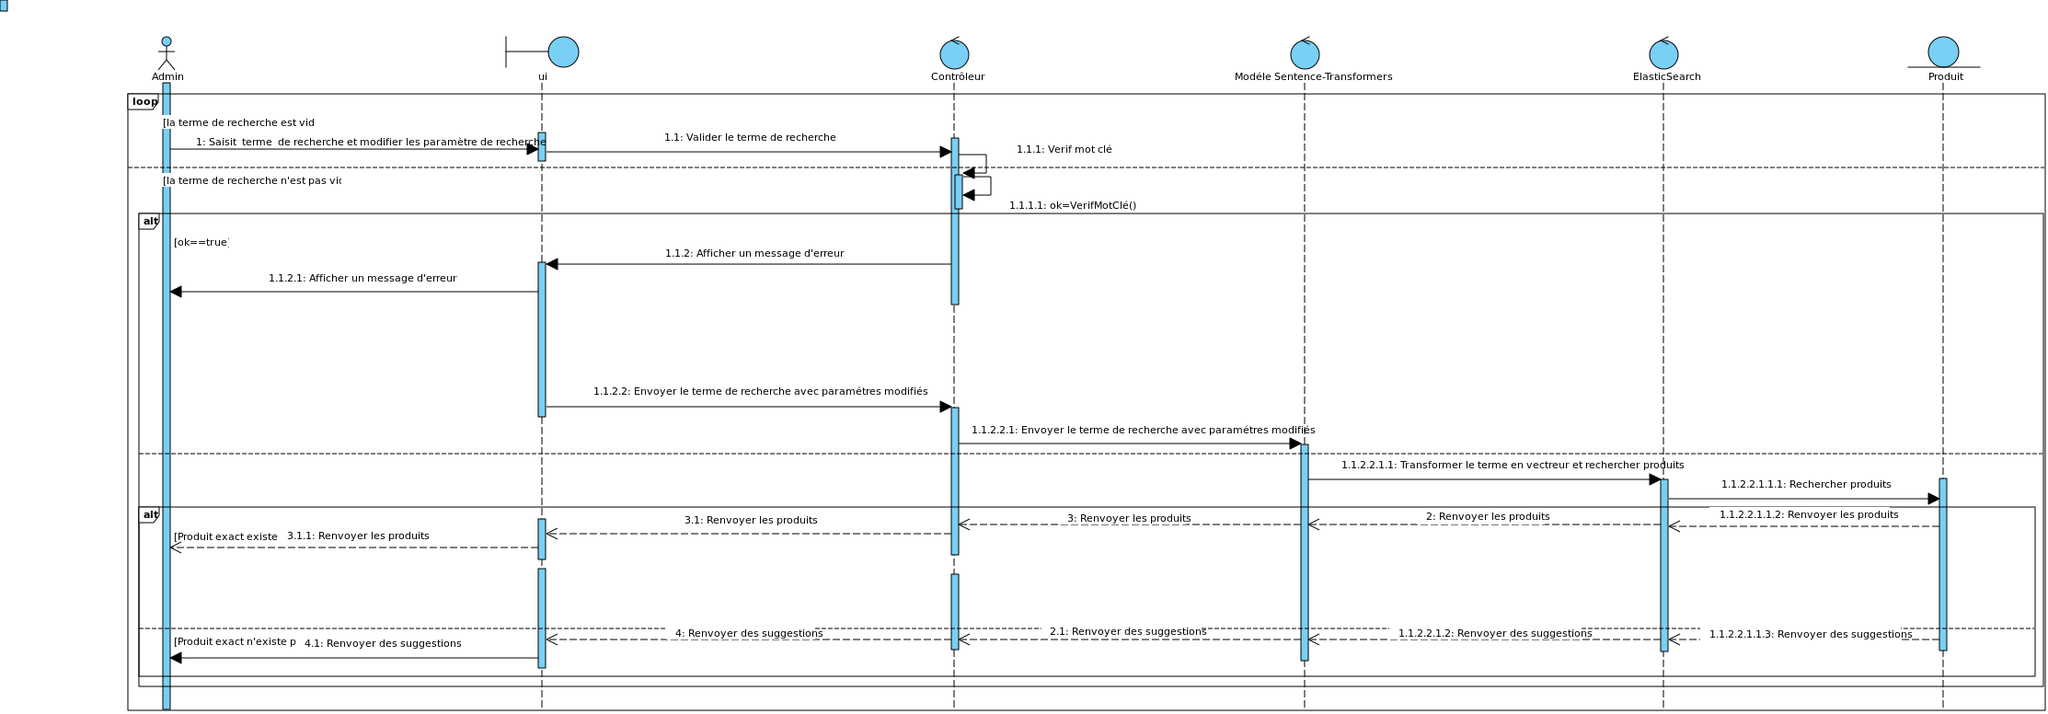 Admin
ui
Contrôleur
Modéle Sentence-Transformers
ElasticSearch
Produit
loop
[la terme de recherche est vid
1: Saisit terme de recherche et modifier les paramètre de recherche
1.1: Valider le terme de recherche
1.1.1: Verif mot clé
[la terme de recherche n'est pas vic
1.1.1.1: ok=VerifMotClé()
alt
[ok==true]
1.1.2: Afficher un message d'erreur
1.1.2.1: Afficher un message d'erreur
1.1.2.2: Envoyer le terme de recherche avec paramétres modifiés
1.1.2.2.1: Envoyer le terme de recherche avec paramétres modifiés
1.1.2.2.1.1: Transformer le terme en vectreur et rechercher produits
1.1.2.2.1.1.1: Rechercher produits
alt
1.1.2.2.1.1.2: Renvoyer les produits
2: Renvoyer les produits
3: Renvoyer les produits
3.1: Renvoyer les produits
[Produit exact existe
3.1.1: Renvoyer les produits
1.1.2.2.1.1.3: Renvoyer des suggestions
1.1.2.2.1.2: Renvoyer des suggestions
2.1: Renvoyer des suggestions
4: Renvoyer des suggestions
[Produit exact n'existe p
4.1: Renvoyer des suggestions